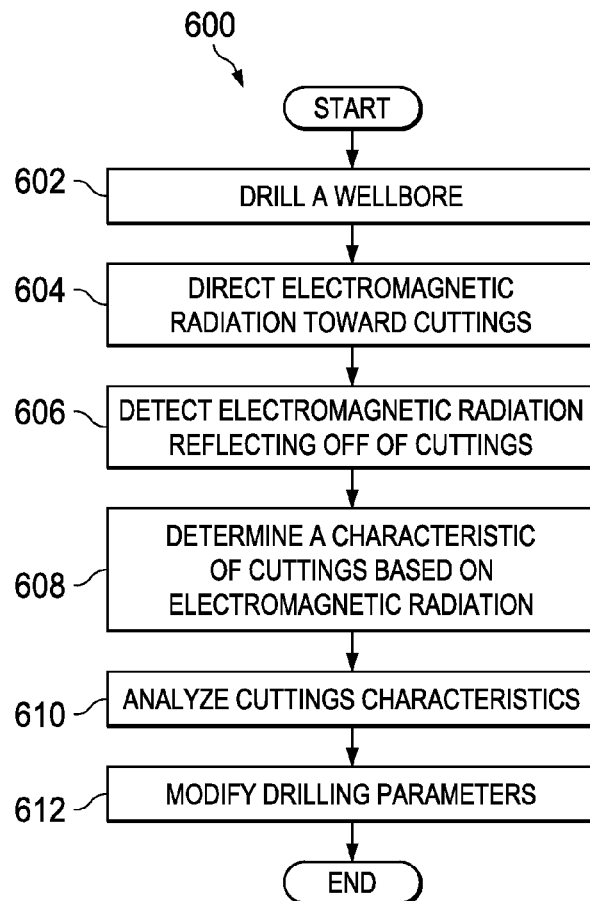 600
START
602
DRILL A WELLBORE
604
DIRECT ELECTROMAGNETIC
RADIATION TOWARD CUTTINGS
606
DETECT ELECTROMAGNETIC RADIATION
REFLECTING OFF OF CUTTINGS
608
DETERMINE A CHARACTERISTIC
OF CUTTINGS BASED ON
ELECTROMAGNETIC RADIATION
610
ANALYZE CUTTINGS CHARACTERISTICS
612
MODIFY DRILLING PARAMETERS
END